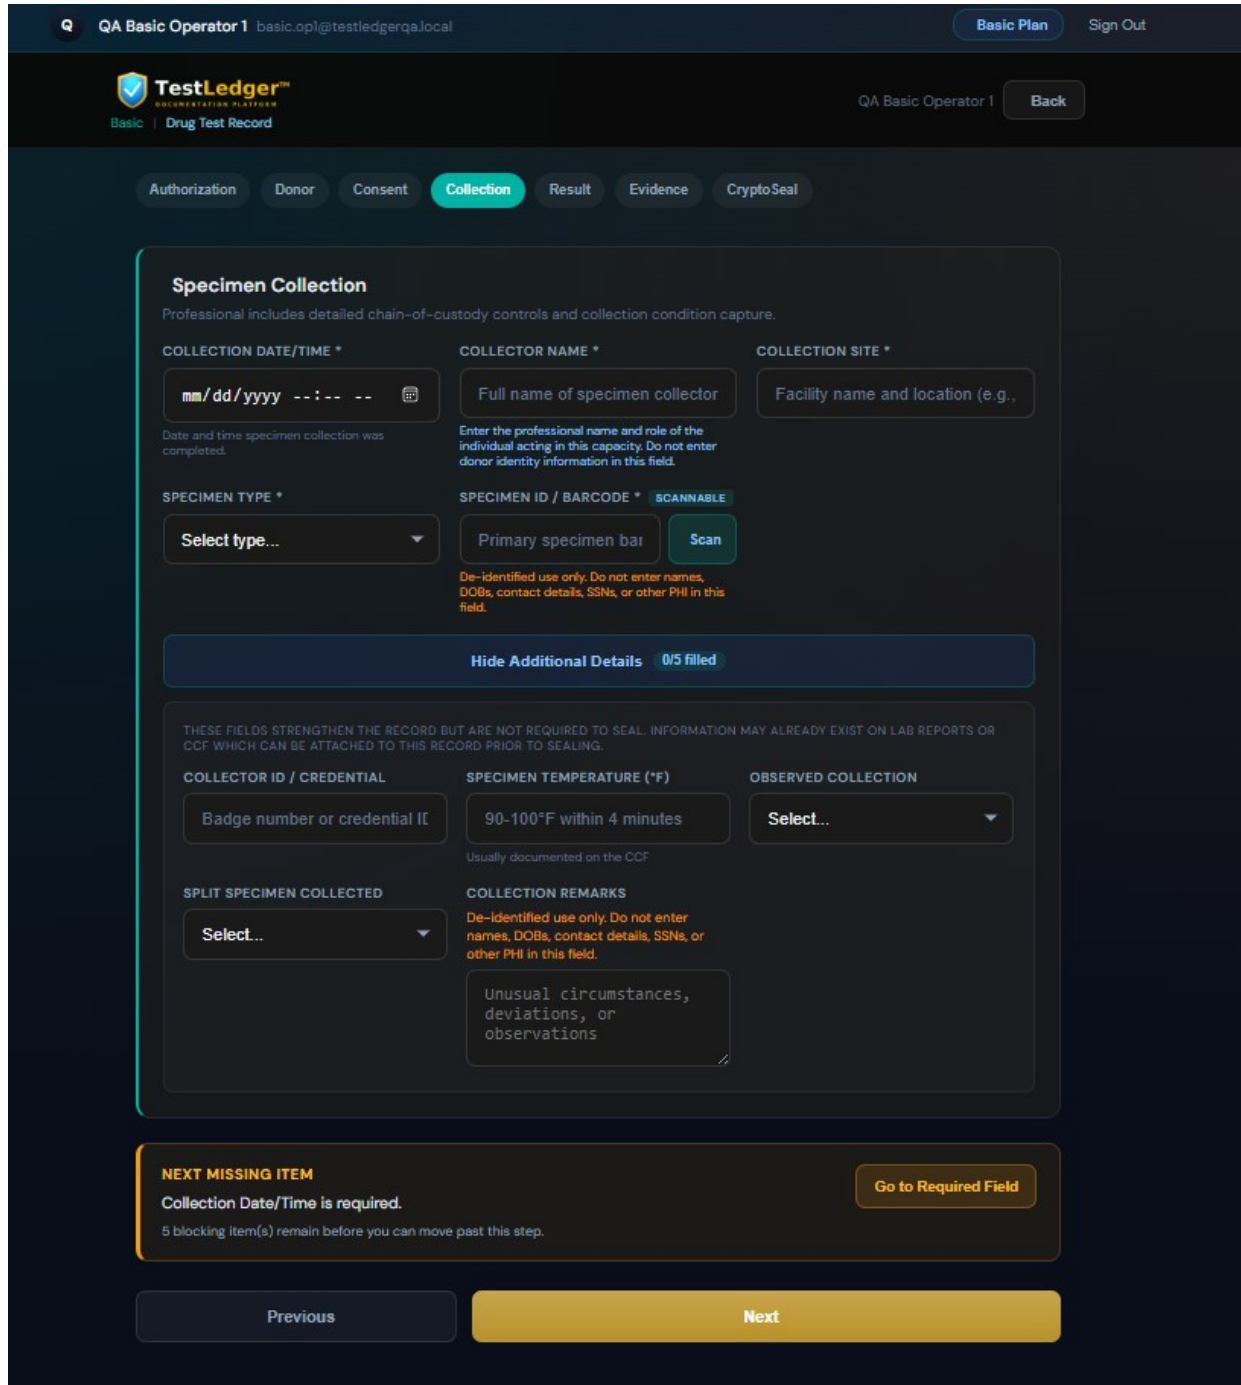 Q QA Basic Operator 1 basic.op1@testledgerqa.local Basic Plan Sign Out
TestLedger™
DOCUMENTATION PLATFORM
QA Basic Operator 1 Back
Basic | Drug Test Record
Authorization Donor Consent Collection Result Evidence CryptoSeal
Specimen Collection
Professional includes detailed chain-of-custody controls and collection condition capture.
COLLECTION DATE/TIME * COLLECTOR NAME * COLLECTION SITE *
mm/dd/yyyy --:-- -- Full name of specimen collector Facility name and location (e.g.,
Date and time specimen collection was
completed.
Enter the professional name and role of the
individual acting in this capacity. Do not enter
donor identity information in this field.
SPECIMEN TYPE * SPECIMEN ID / BARCODE * SCANNABLE
Select type... Primary specimen bar Scan
De-identified use only. Do not enter names,
DOBs, contact details, SSNs, or other PHI in this
field.
Hide Additional Details 0/5 filled
THESE FIELDS STRENGTHEN THE RECORD BUT ARE NOT REQUIRED TO SEAL. INFORMATION MAY ALREADY EXIST ON LAB REPORTS OR
CCF WHICH CAN BE ATTACHED TO THIS RECORD PRIOR TO SEALING.
COLLECTOR ID / CREDENTIAL SPECIMEN TEMPERATURE (°F) OBSERVED COLLECTION
Badge number or credential ID 90-100°F within 4 minutes Select...
Usually documented on the CCF
SPLIT SPECIMEN COLLECTED COLLECTION REMARKS
Select...
De-identified use only. Do not enter
names, DOBs, contact details, SSNs, or
other PHI in this field.
Unusual circumstances,
deviations, or
observations
NEXT MISSING ITEM
Collection Date/Time is required.
5 blocking item(s) remain before you can move past this step.
Go to Required Field
Previous Next